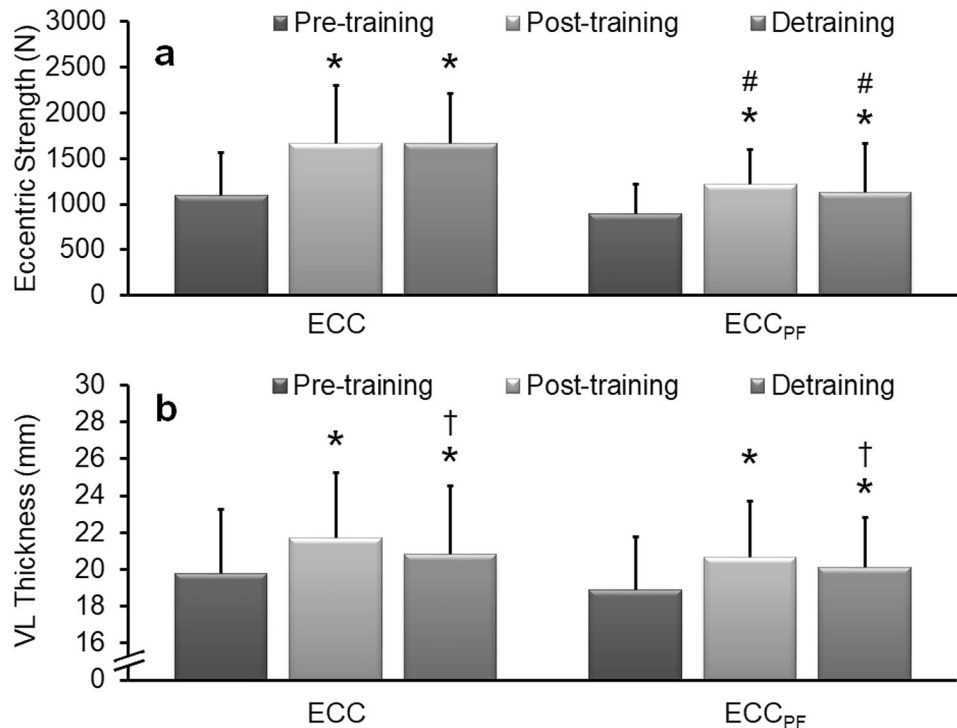 3000
Pre-training Post-training Detraining
a
2500
* *
2000
# #
* *
1500
1000
500
0
Eccentric Strength (N)
ECC ECCPF
30
Pre-training Post-training Detraining
b
28
†
26
* * * † *
24
22
20
18
16
0
VL Thickness (mm)
ECC ECCPF